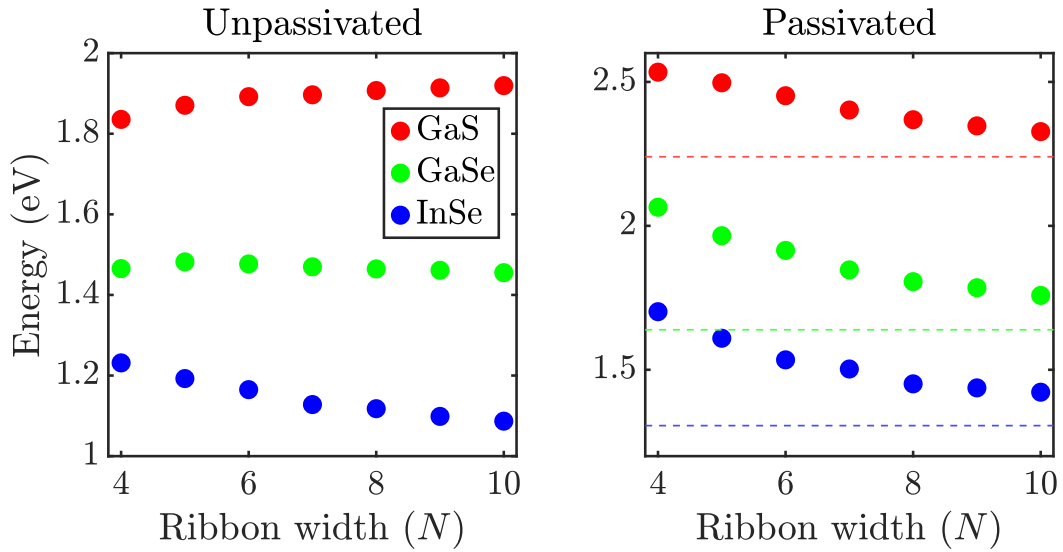 Unpassivated
Energy (eV)
2
1.8
1.6
1.4
1.2
1
4 6 8 10
Ribbon width (N)
GaS
GaSe
InSe
Passivated
2.5
2
1.5
4 6 8 10
Ribbon width (N)